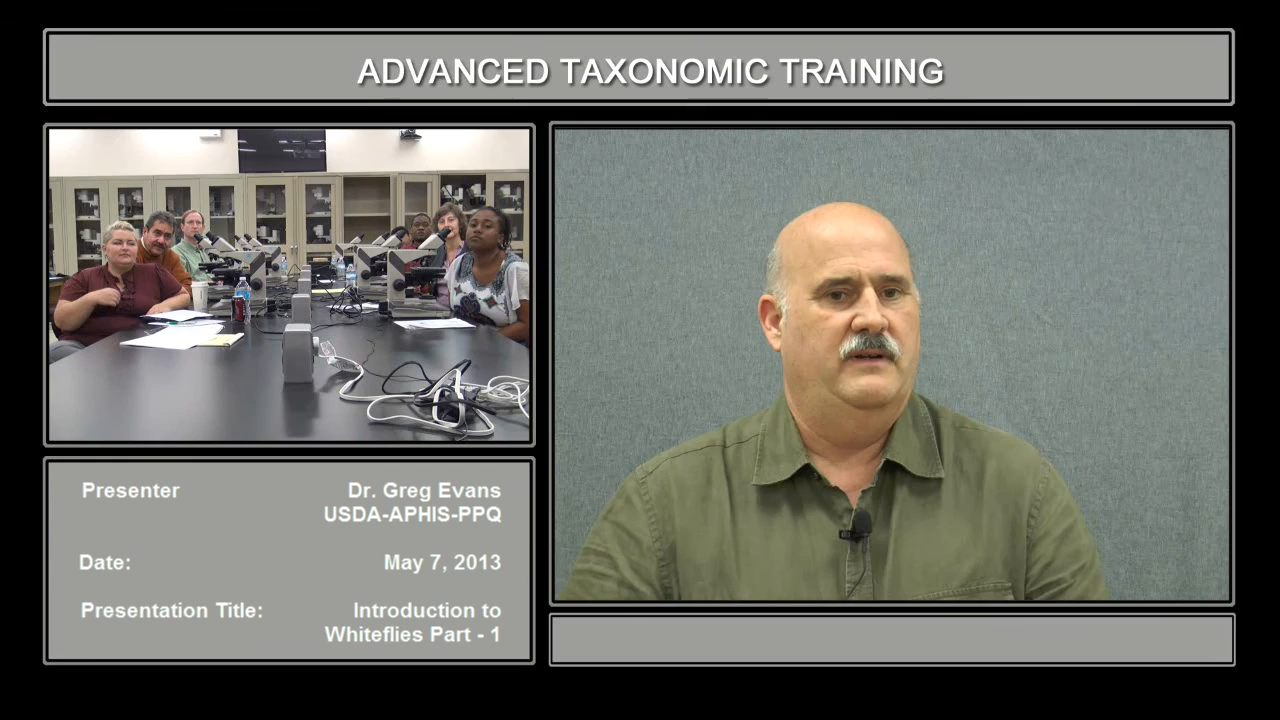 ADVANCED TAXONOMIC TRAINING
Presenter Dr. Greg Evans
USDA-APHIS-PPQ
Date: May 7, 2013
Presentation Title: Introduction to
Whiteflies Part - 1